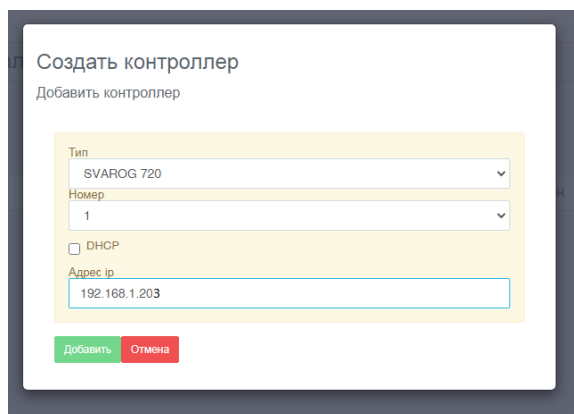 Создать контроллер
Добавить контроллер
Тип
SVAROG 720
Номер
1
DHCP
Адрес ip
192.168.1.203
Добавить Отмена